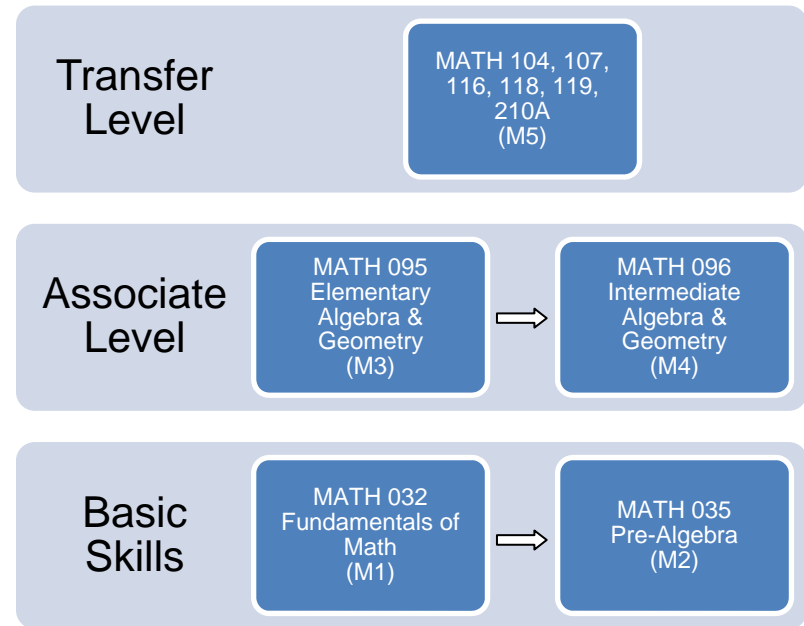 Transfer
Level
MATH 104, 107,
116, 118, 119,
210A
(M5)
Associate
Level
MATH 095
Elementary
Algebra &
Geometry
(M3)
MATH 096
Intermediate
Algebra &
Geometry
(M4)
Basic
Skills
MATH 032
Fundamentals of
Math
(M1)
MATH 035
Pre-Algebra
(M2)